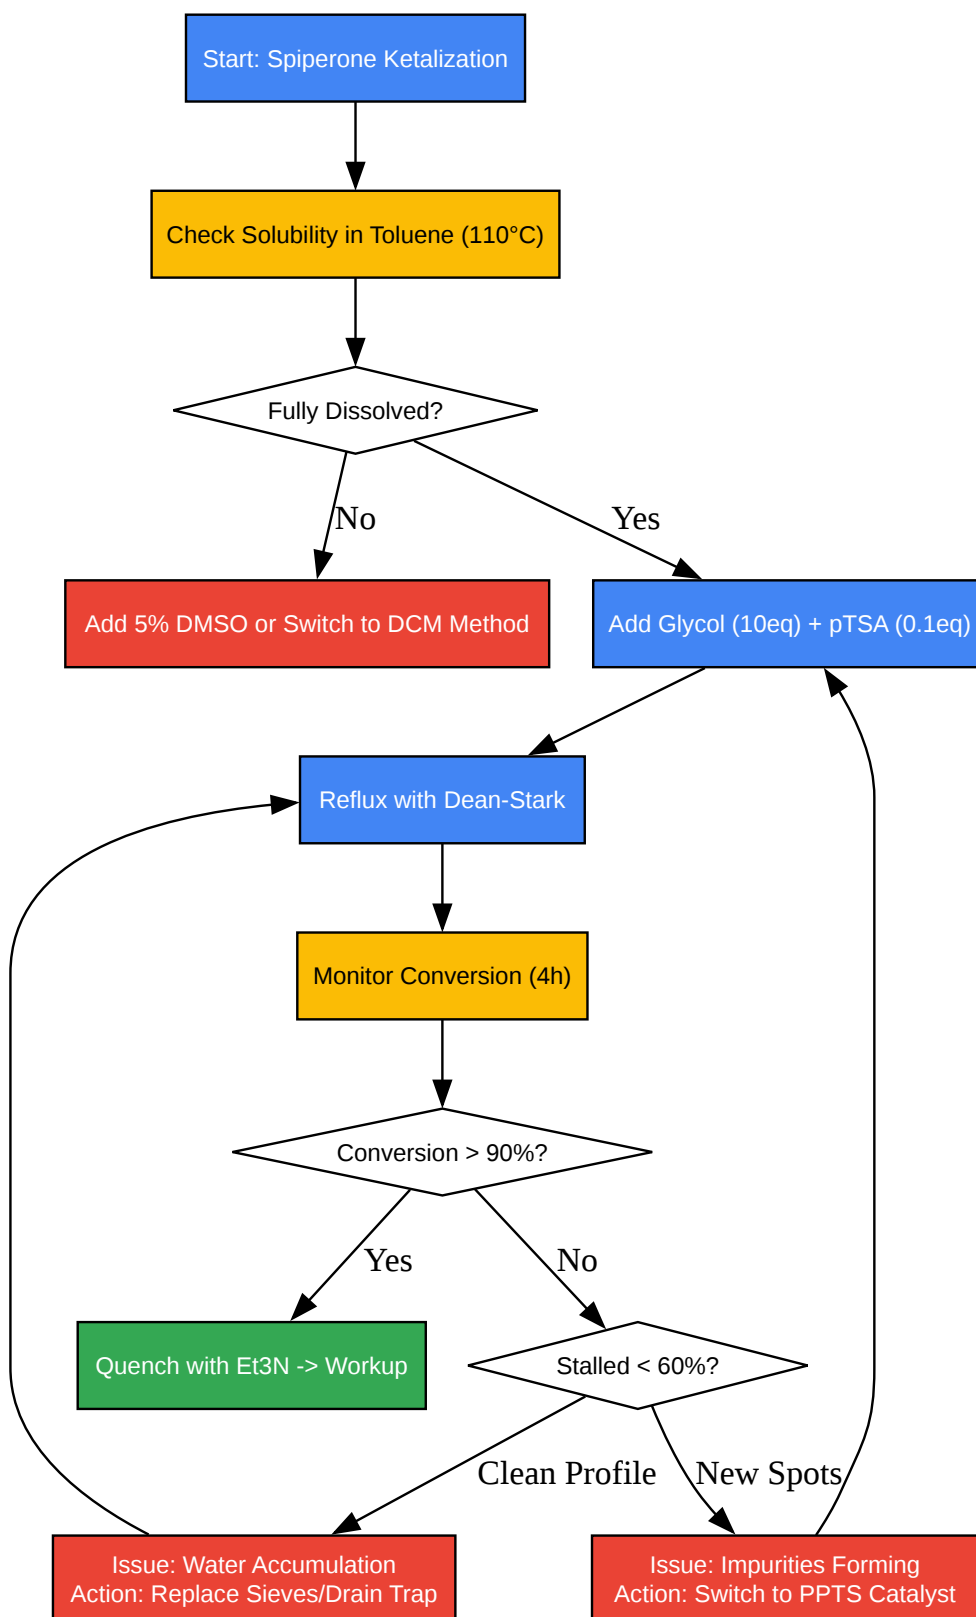 Start: Spiperone Ketalization
Check Solubility in Toluene (110°C)
Fully Dissolved?
No
Yes
Add 5% DMSO or Switch to DCM Method
Add Glycol (10eq) + pTSA (0.1eq)
Reflux with Dean-Stark
Monitor Conversion (4h)
Conversion > 90%?
Yes
No
Quench with Et3N -> Workup
Stalled < 60%?
Clean Profile
New Spots
Issue: Water Accumulation
Action: Replace Sieves/Drain Trap
Issue: Impurities Forming
Action: Switch to PPTS Catalyst